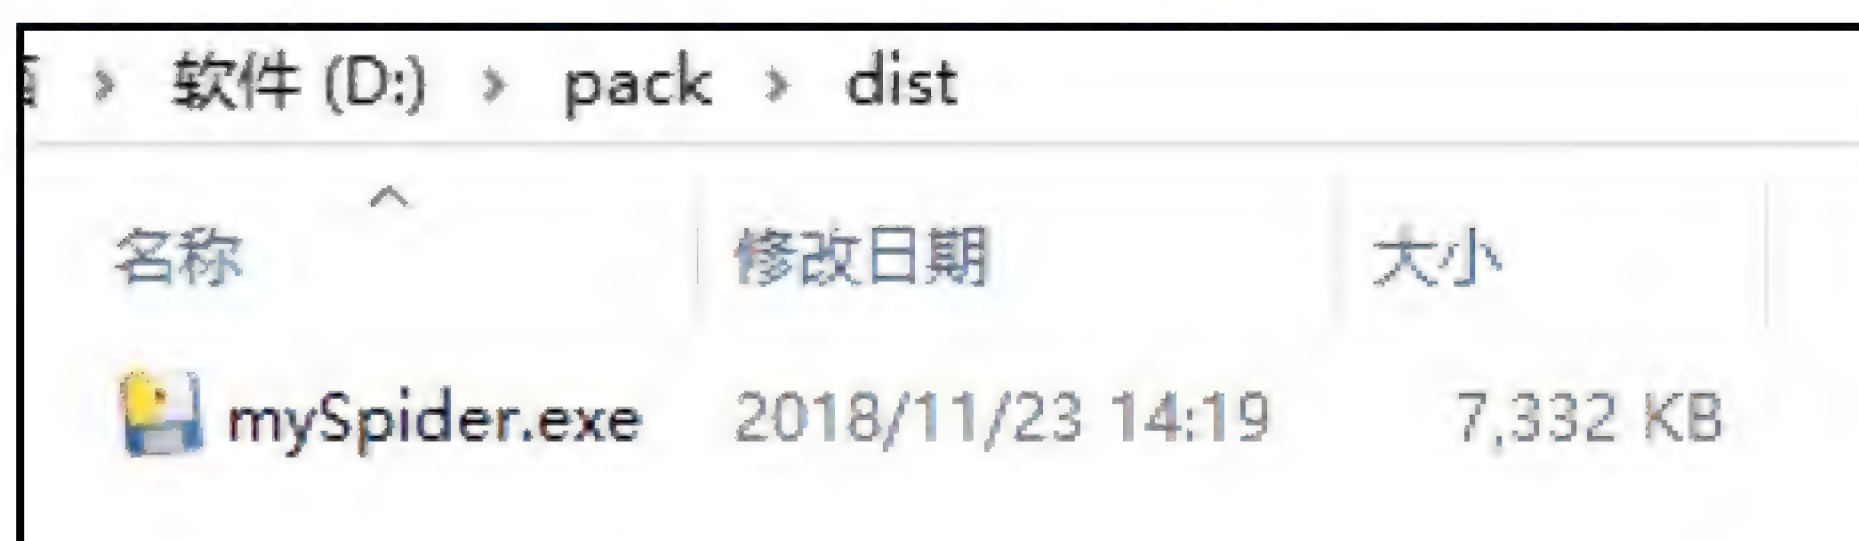 软件 (D:) › pack › dist
名称 修改日期 大小
mySpider.exe 2018/11/23 14:19 7,332 KB